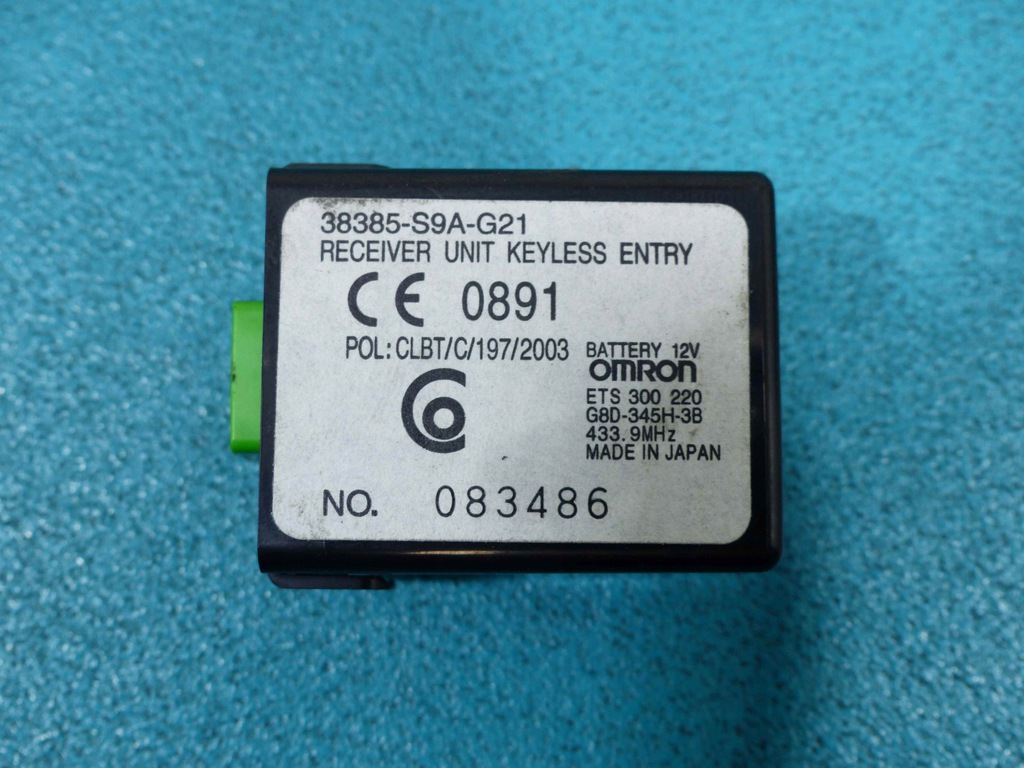 38385-S9A-G21
RECEIVER UNIT KEYLESS ENTRY
CE 0891
POL: CLBT/C/197/2003
BATTERY 12V
OMRON
ETS 300 220
G8D-345H-3B
433.9MHz
MADE IN JAPAN
NO. 083486